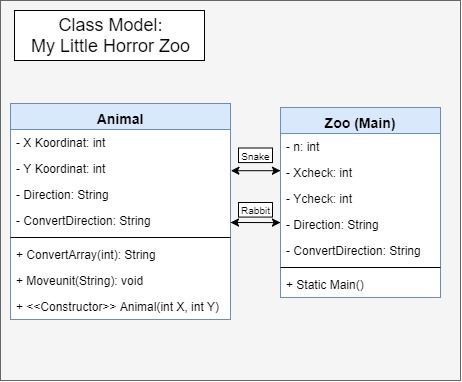 Class Model:
My Little Horror Zoo
Animal
- X Koordinat: int
- Y Koordinat: int
- Direction: String
- ConvertDirection: String
+ ConvertArray(int): String
+ Moveunit(String): void
+ <<Constructor>> Animal(int X, int Y)
Snake
Rabbit
Zoo (Main)
- n: int
- Xcheck: int
- Ycheck: int
- Direction: String
- ConvertDirection: String
+ Static Main()